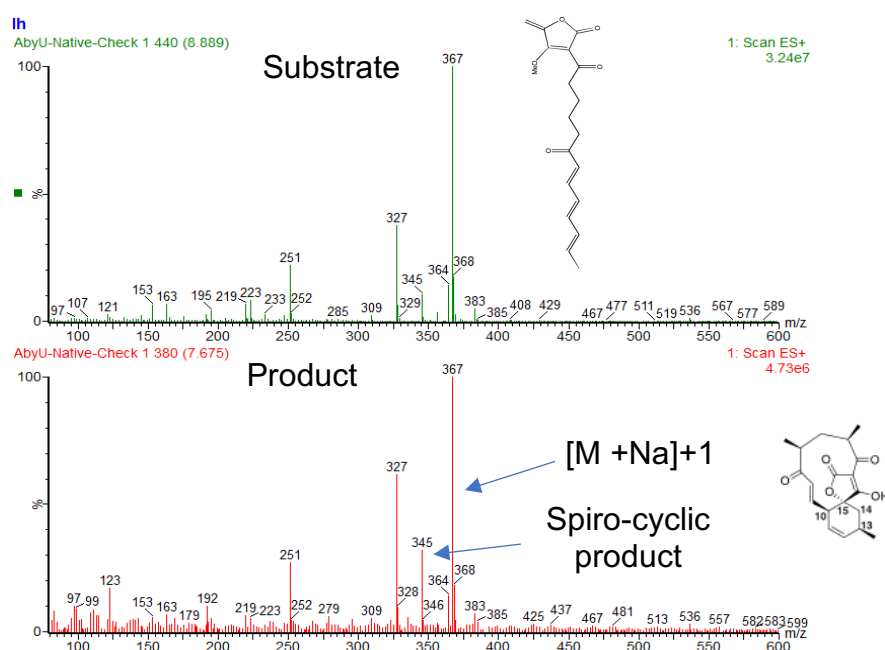 lh
AbyU-Native-Check 1 440 (8.889)
1: Scan ES+
3.24e7
Substrate
100
%
0
367
327
251
153
163
97
107
121
195
219
223
233
252
285
309
329
345
364
368
383
385
408
429
467
477
511
519
536
567
577
589
m/z
100 150 200 250 300 350 400 450 500 550 600
O
O
MeO
O
O
AbyU-Native-Check 1 380 (7.675)
1: Scan ES+
4.73e6
Product
100
%
0
367
[M +Na]+1
327
Spiro-cyclic
product
345
251
123
97
99
153
163
179
192
219
223
252
279
309
328
346
364
368
383
385
425
437
467
481
513
536
557
582
583
599
m/z
100 150 200 250 300 350 400 450 500 550 600
O
O
O
O
OH
10
15
14
13